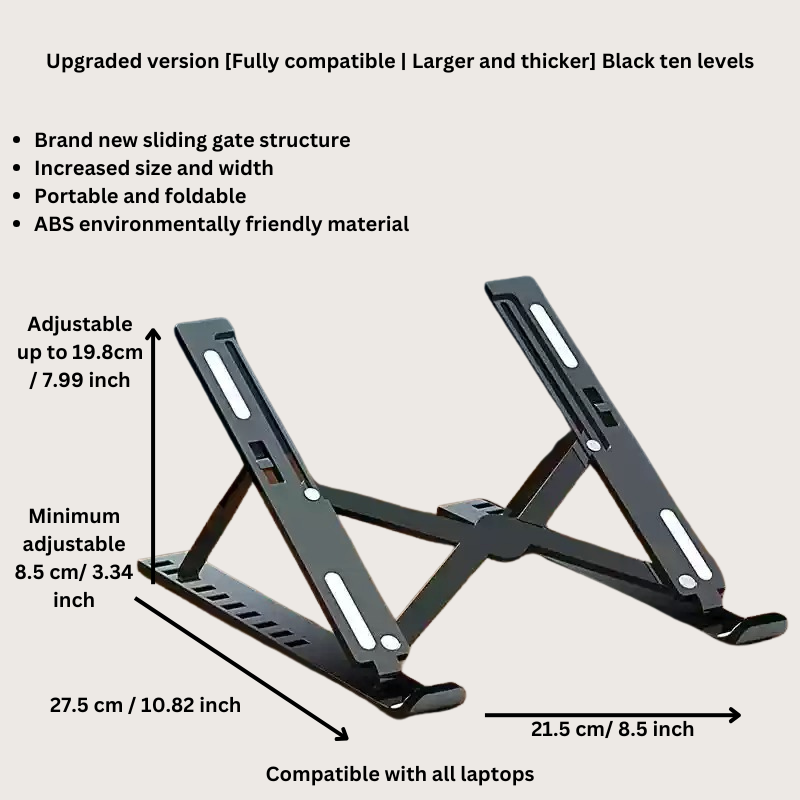 Upgraded version [Fully compatible | Larger and thicker] Black ten levels
• Brand new sliding gate structure
• Increased size and width
• Portable and foldable
• ABS environmentally friendly material
Adjustable
up to 19.8cm
/ 7.99 inch
Minimum
adjustable
8.5 cm/ 3.34
inch
27.5 cm / 10.82 inch
21.5 cm/ 8.5 inch
Compatible with all laptops